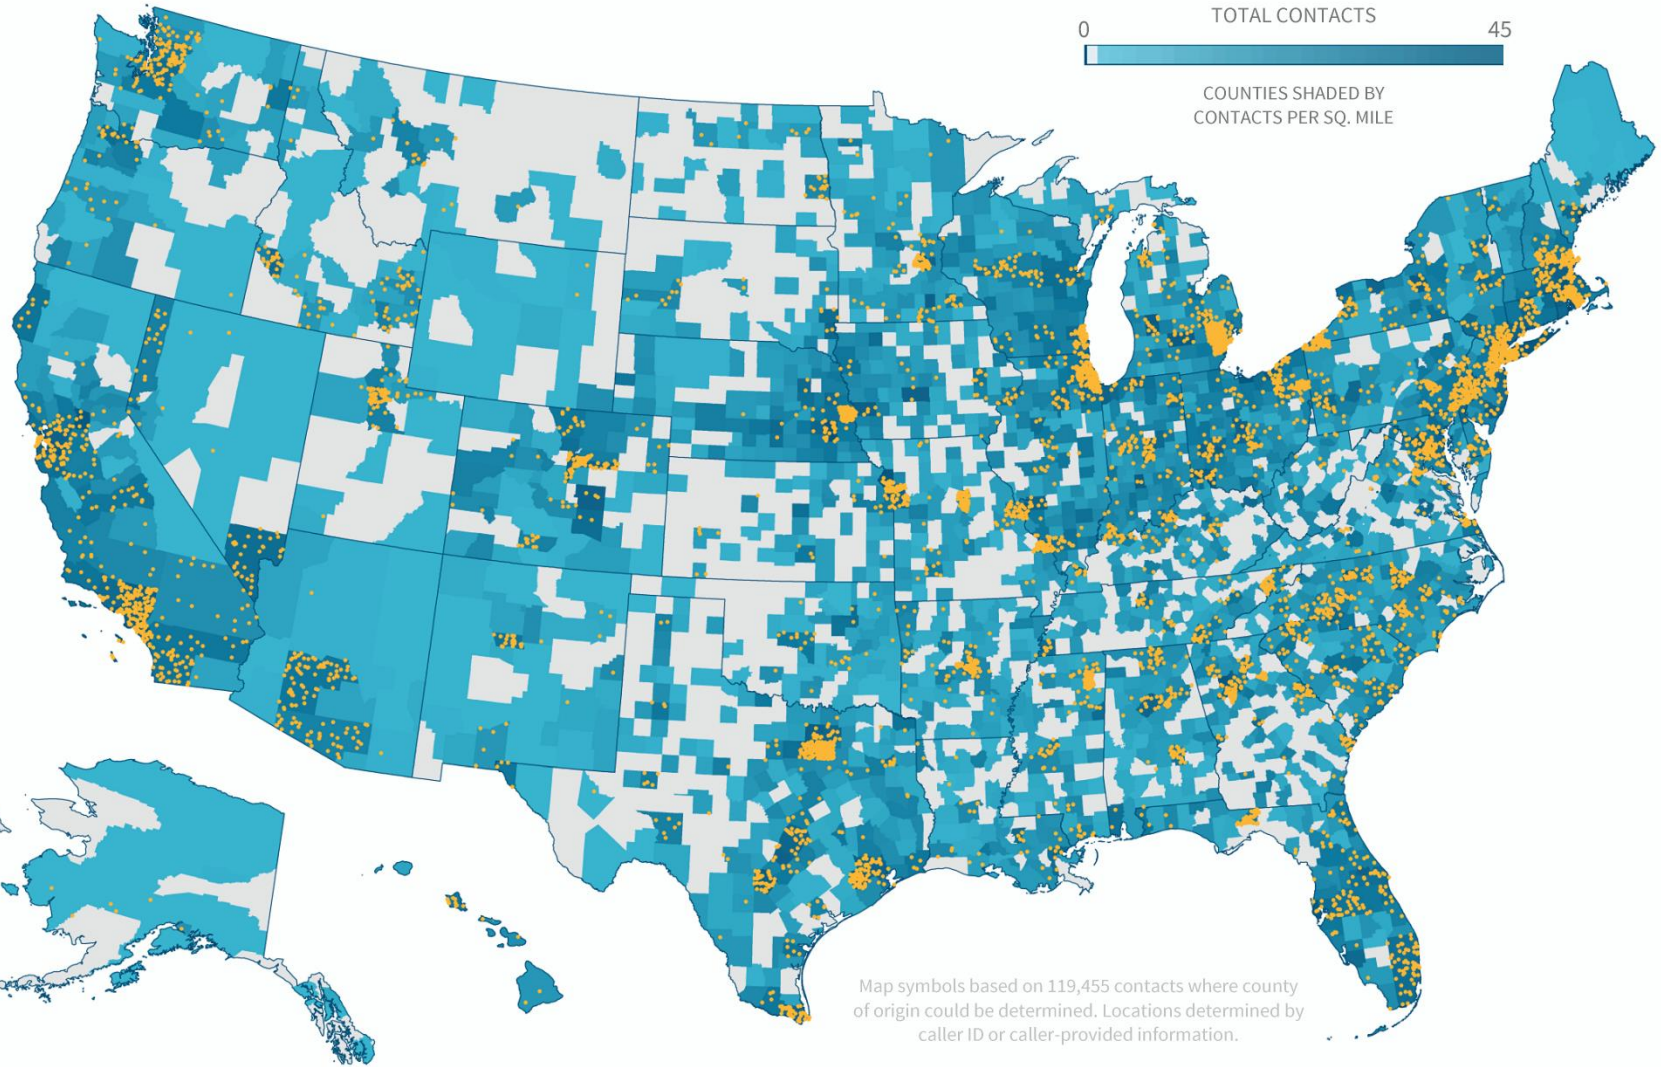 TOTAL CONTACTS
0 45
COUNTIES SHADED BY
CONTACTS PER SQ. MILE
Map symbols based on 119,455 contacts where county
of origin could be determined. Locations determined by
caller ID or caller-provided information.